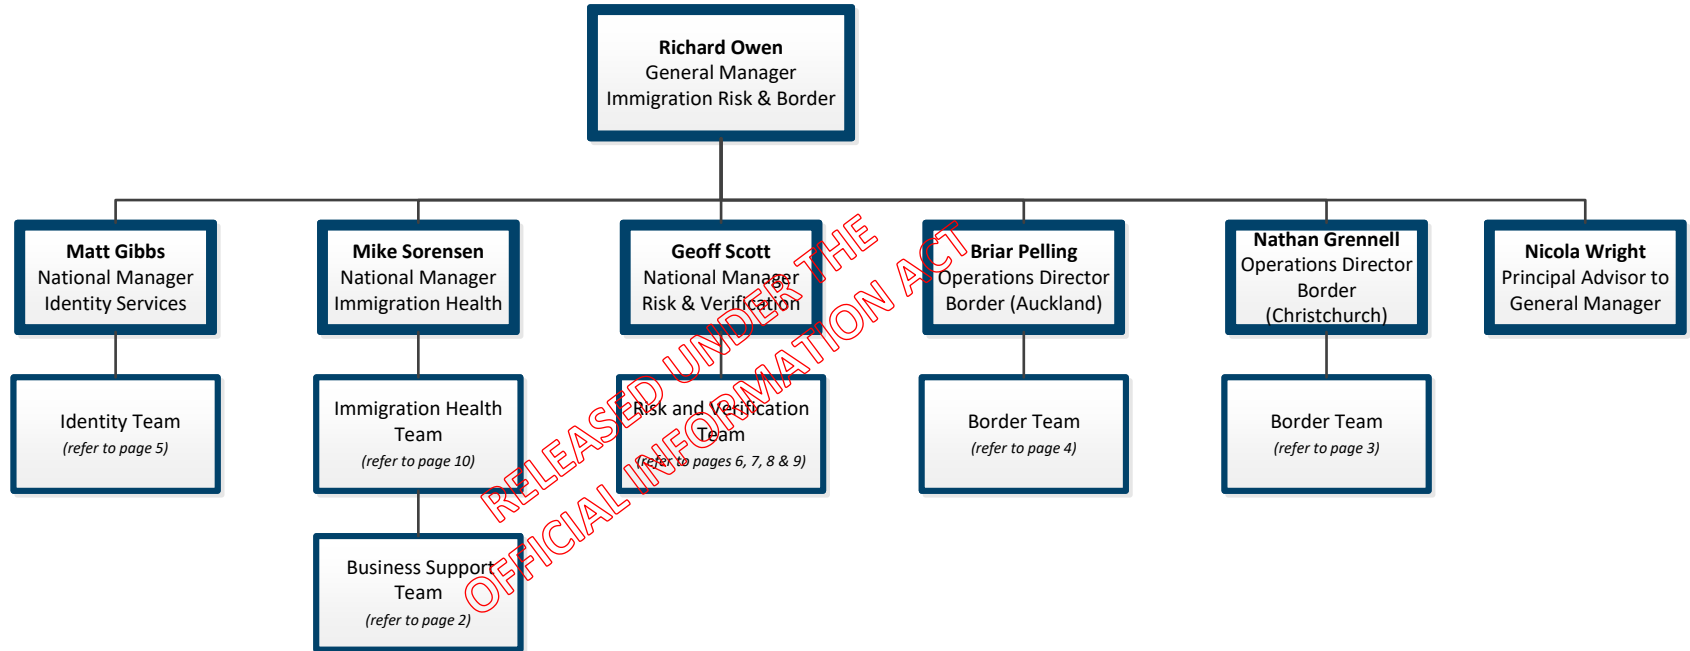 Richard Owen
General Manager
Immigration Risk & Border
Matt Gibbs
National Manager
Identity Services
Mike Sorensen
National Manager
Immigration Health
Geoff Scott
National Manager
Risk & Verification
Briar Pelling
Operations Director
Border (Auckland)
Nathan Grennell
Operations Director
Border
(Christchurch)
Nicola Wright
Principal Advisor to
General Manager
Identity Team
(refer to page 5)
Immigration Health
Team
(refer to page 10)
Risk and Verification
Team
(refer to pages 6, 7, 8 & 9)
Border Team
(refer to page 4)
Border Team
(refer to page 3)
Business Support
Team
(refer to page 2)
RELEASED UNDER THE
OFFICIAL INFORMATION ACT